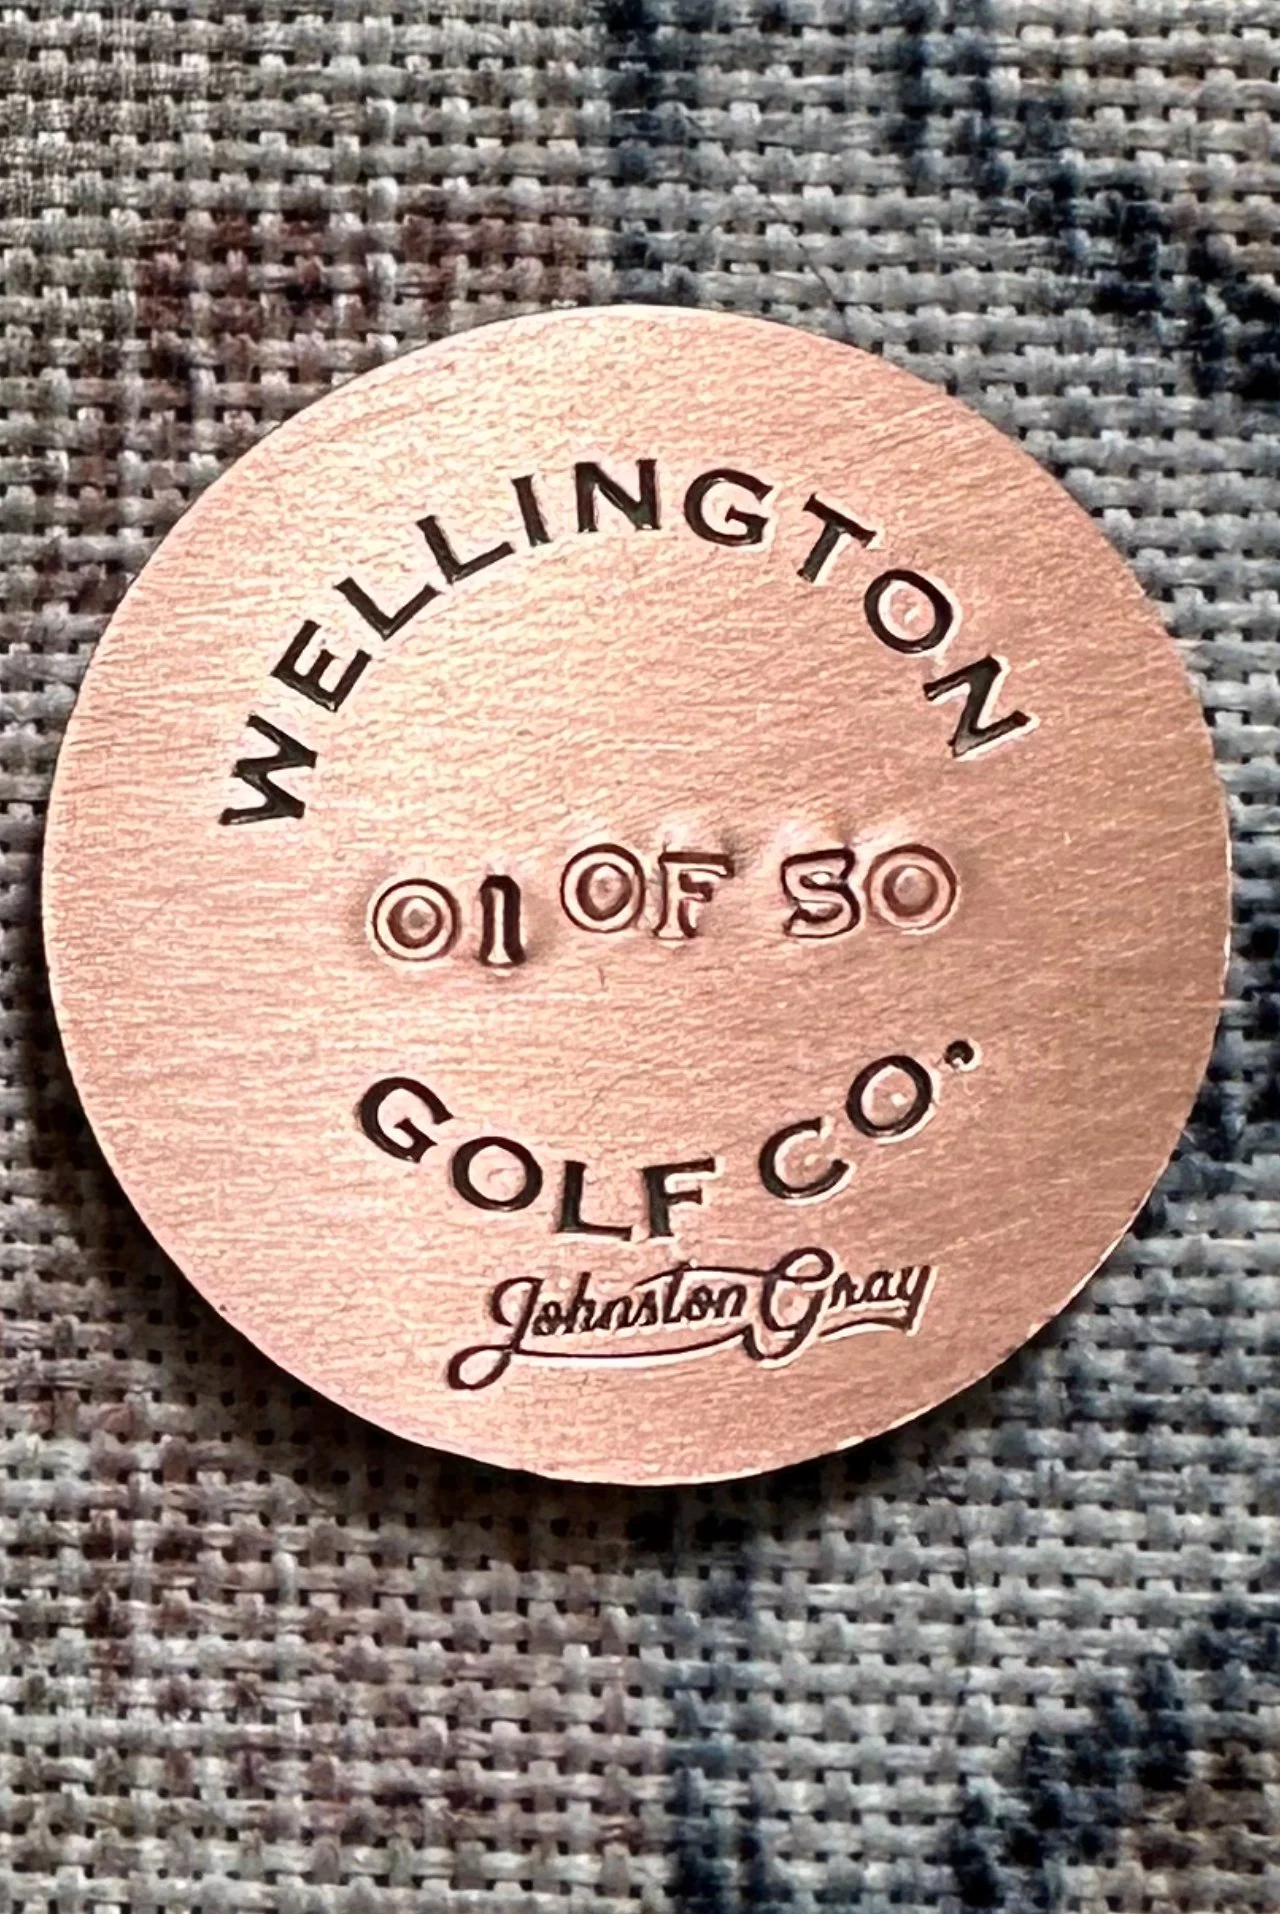 WELLINGTON
01 OF 50
GOLF CO.
Johnston Gray